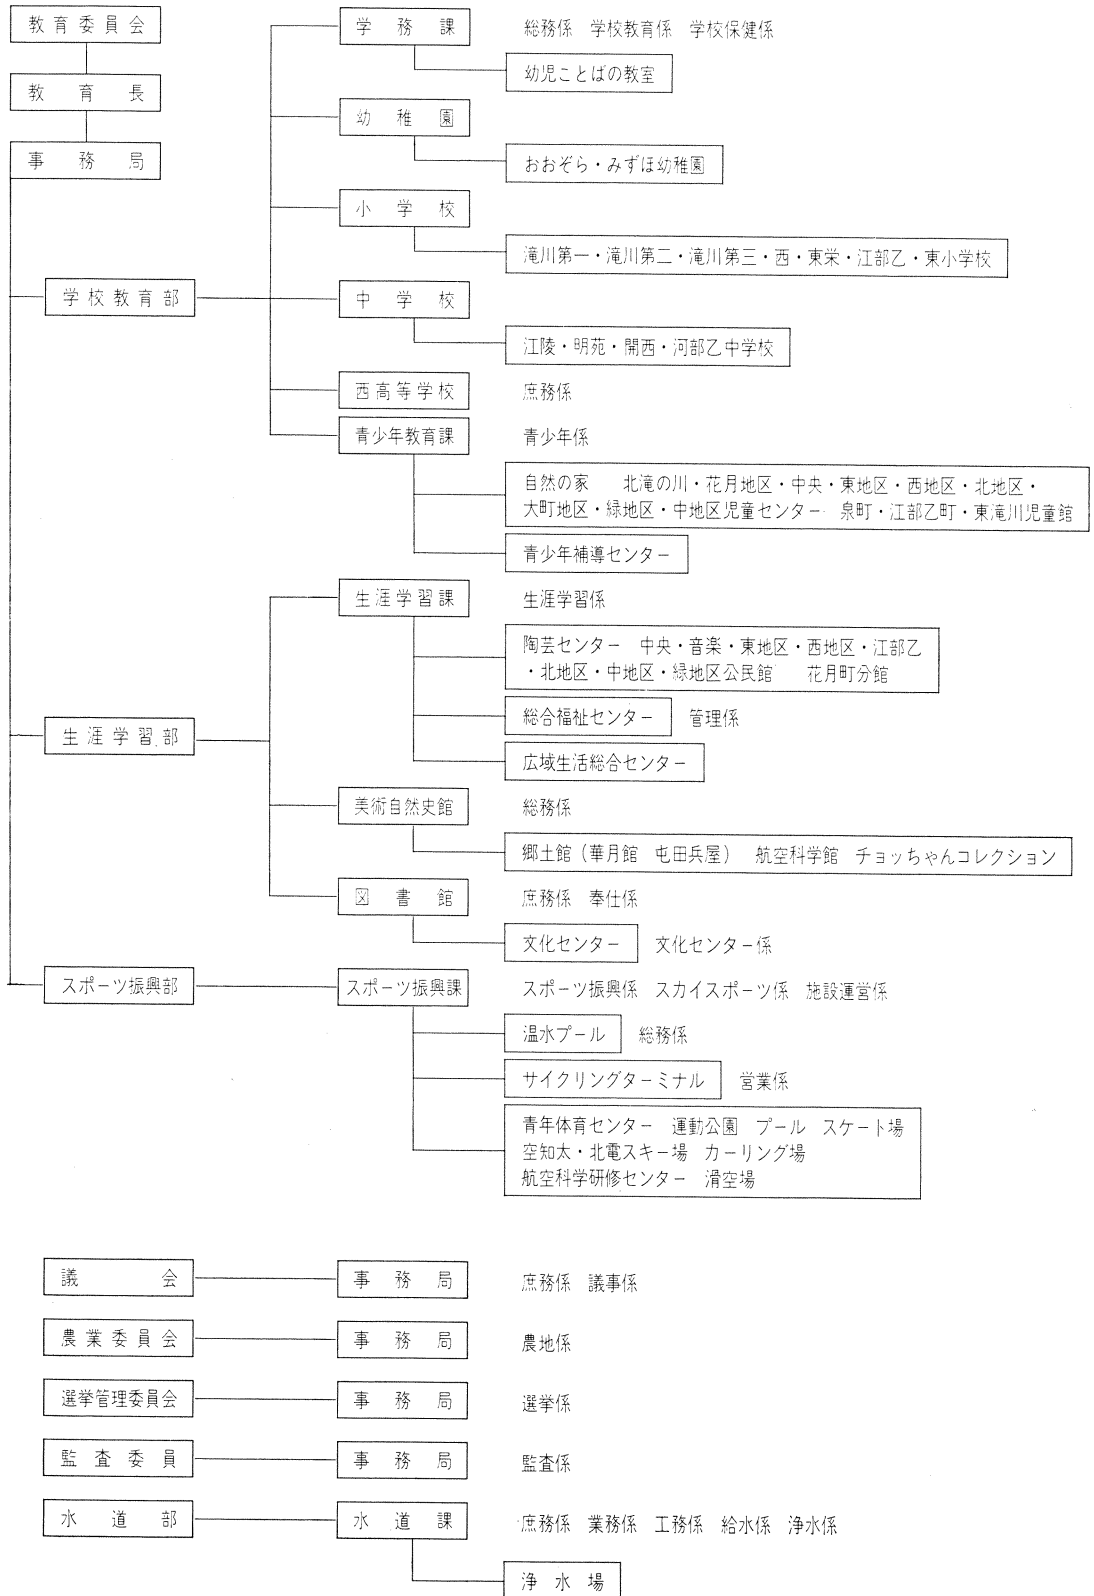 教育委員会
教育長
事務局
学校教育部
学務課 総務係 学校教育係 学校保健係
幼児ことばの教室
幼稚園
おおぞら・みずほ幼稚園
小学校
滝川第一・滝川第二・滝川第三・西・東栄・江部乙・東小学校
中学校
江陵・明苑・開西・河部乙中学校
西高等学校 庶務係
青少年教育課 青少年係
自然の家 北滝の川・花月地区・中央・東地区・西地区・北地区・
大町地区・緑地区・中地区児童センター 泉町・江部乙町・東滝川児童館
青少年補導センター
生涯学習部
生涯学習課 生涯学習係
陶芸センター 中央・音楽・東地区・西地区・江部乙
・北地区・中地区・緑地区公民館 花月町分館
総合福祉センター 管理係
広域生活総合センター
美術自然史館 総務係
郷土館(華月館 屯田兵屋) 航空科学館 チョッちゃんコレクション
図書館 庶務係 奉仕係
文化センター 文化センター係
スポーツ振興部
スポーツ振興課 スポーツ振興係 スカイスポーツ係 施設運営係
温水プール 総務係
サイクリングターミナル 営業係
青年体育センター 運動公園 プール スケート場
空知太・北電スキー場 カーリング場
航空科学研修センター 滑空場
議会 事務局 庶務係 議事係
農業委員会 事務局 農地係
選挙管理委員会 事務局 選挙係
監査委員 事務局 監査係
水道部 水道課 庶務係 業務係 工務係 給水係 浄水係
浄水場